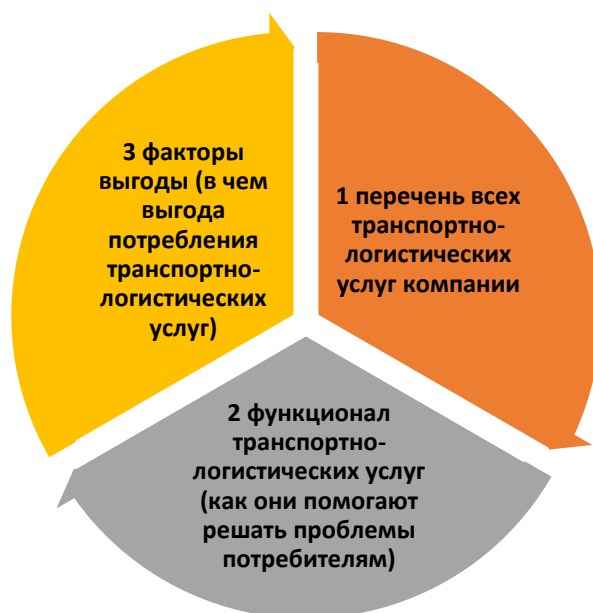 1 перечень всех
транспортно-
логистических
услуг компании
2 функционал
транспортно-
логистических услуг
(как они помогают
решать проблемы
потребителям)
3 факторы
выгоды (в чем
выгода
потребления
транспортно-
логистических
услуг)